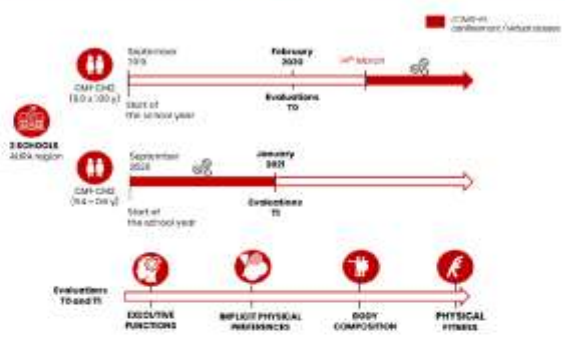 COVID-19
confinement / virtual classes
September
2019
February
2020
14th March
CM1-CM2
Evaluations
T0
Start of
the school year
3 SCHOOLS
AURA region
September
2020
January
2021
CM1-CM2
Evaluations
T1
Start of
the school year
Evaluations
T0 and T1
EXECUTIVE
FUNCTIONS
IMPLICIT PHYSICAL
PREFERENCES
BODY
COMPOSITION
PHYSICAL
FITNESS